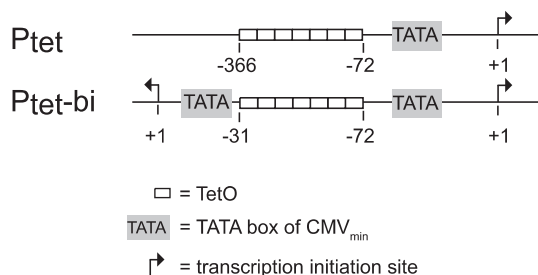 Ptet
TATA
-366 -72 +1
Ptet-bi
TATA TATA
+1 -31 -72 +1
= TetO
TATA = TATA box of CMVmin
= transcription initiation site